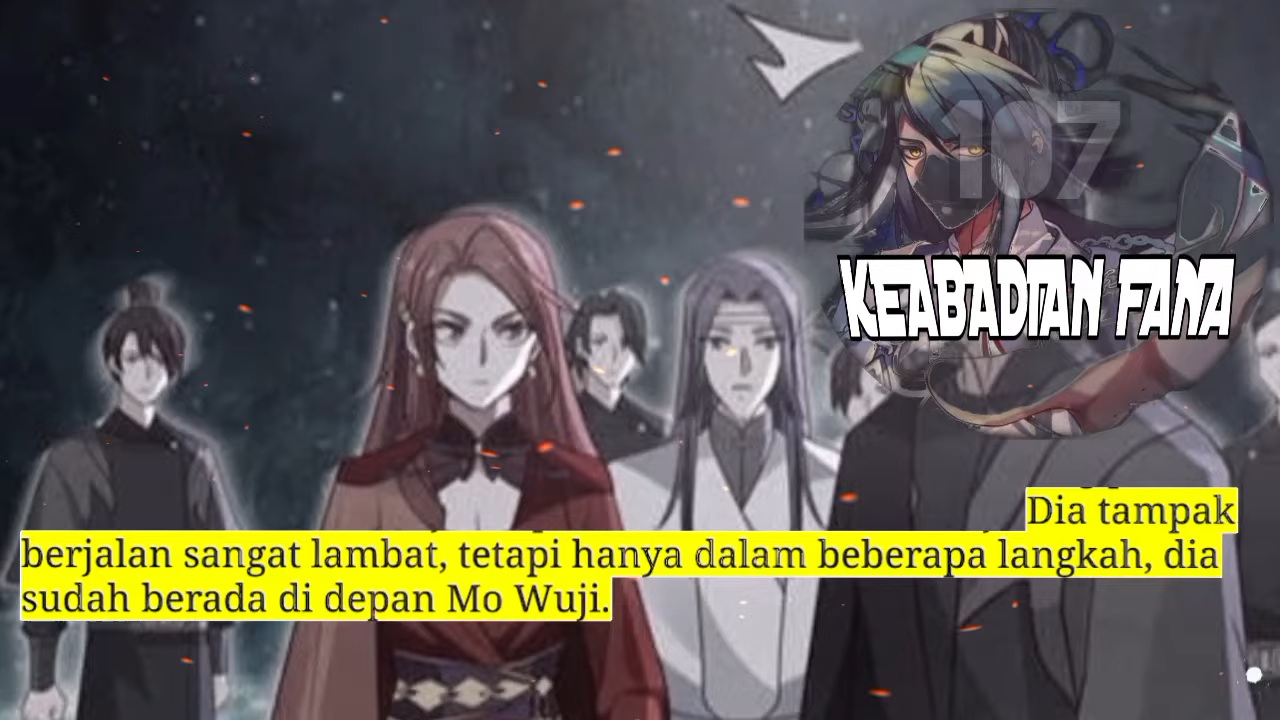 107
KEABADIAN FANA
Dia tampak
berjalan sangat lambat, tetapi hanya dalam beberapa langkah, dia
sudah berada di depan Mo Wuji.